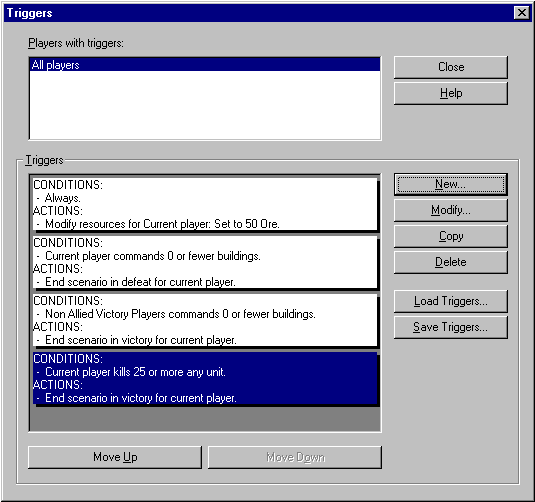 Triggers
Players with triggers:
All players
Close
Help
Triggers
CONDITIONS:
- Always.
ACTIONS:
- Modify resources for Current player: Set to 50 Ore.
CONDITIONS:
- Current player commands 0 or fewer buildings.
ACTIONS:
- End scenario in defeat for current player.
CONDITIONS:
- Non Allied Victory Players commands 0 or fewer buildings.
ACTIONS:
- End scenario in victory for current player.
CONDITIONS:
- Current player kills 25 or more any unit.
ACTIONS:
- End scenario in victory for current player.
New...
Modify...
Copy
Delete
Load Triggers...
Save Triggers...
Move Up
Move Down